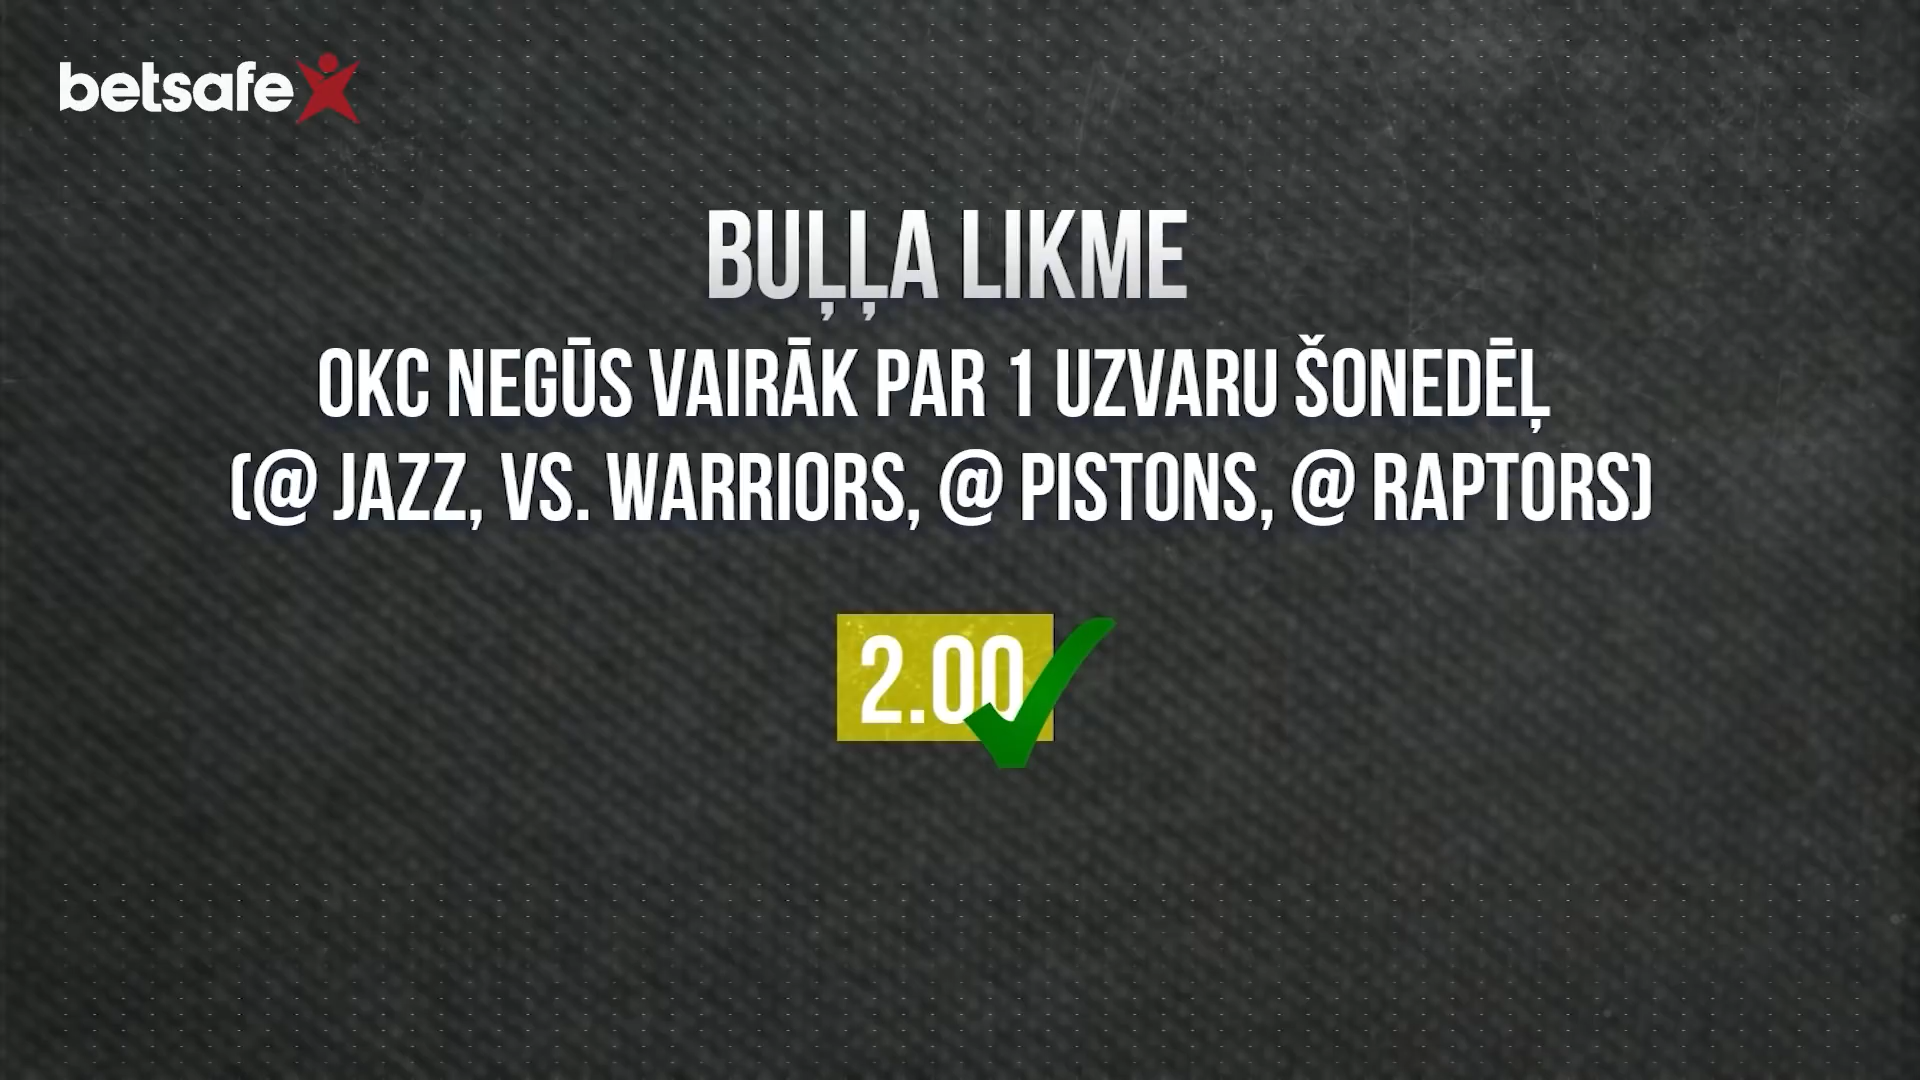 betsafe
BUĻĻA LIKME
OKC NEGŪS VAIRĀK PAR 1 UZVARU ŠONEDĒĻ
(@ JAZZ, VS. WARRIORS, @ PISTONS, @ RAPTORS)
2.00